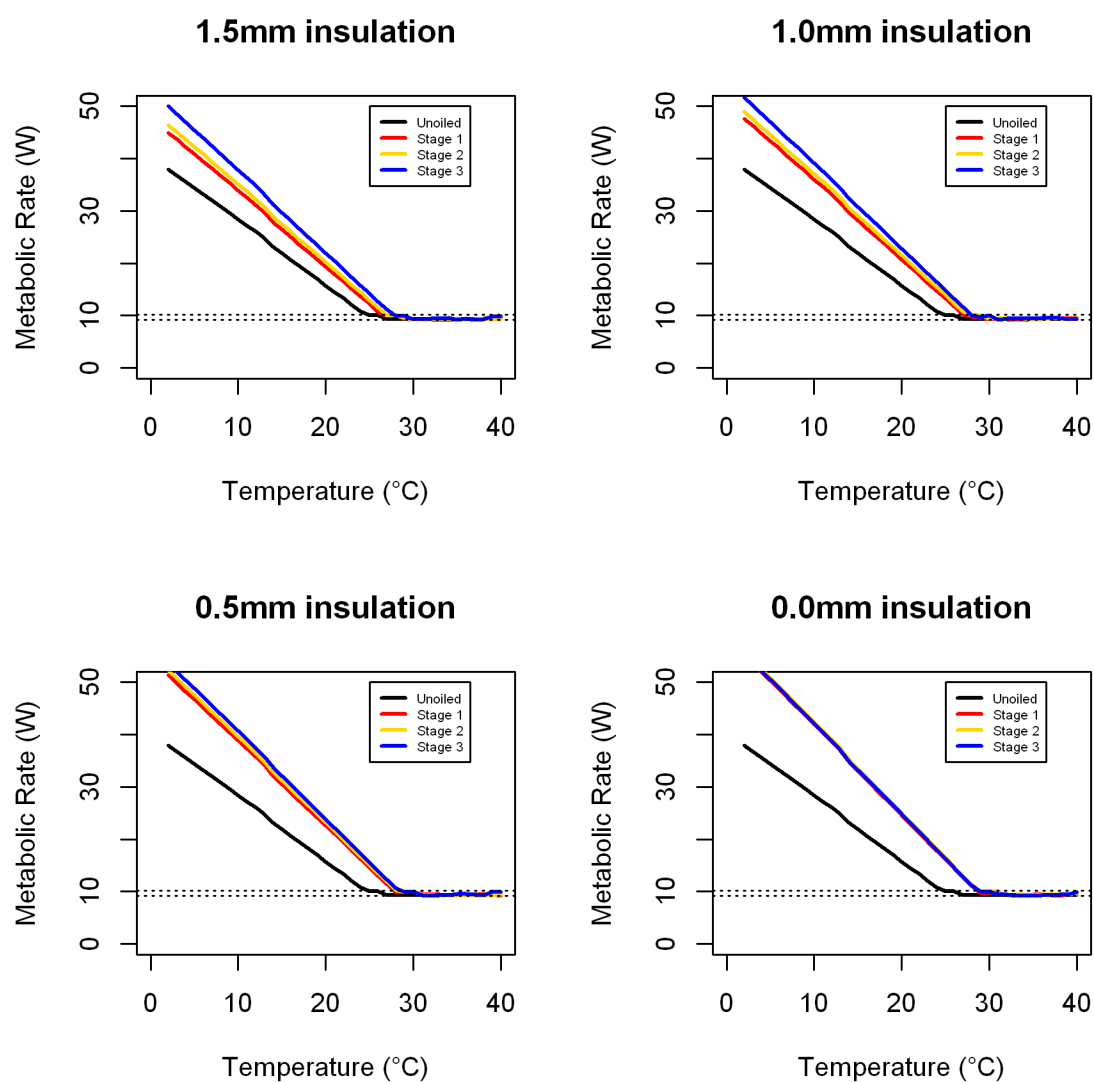 1.5mm insulation
Metabolic Rate (W)
50
30
10
0
Unoiled
Stage 1
Stage 2
Stage 3
0 10 20 30 40
Temperature (°C)
1.0mm insulation
Metabolic Rate (W)
50
30
10
0
Unoiled
Stage 1
Stage 2
Stage 3
0 10 20 30 40
Temperature (°C)
0.5mm insulation
Metabolic Rate (W)
50
30
10
0
Unoiled
Stage 1
Stage 2
Stage 3
0 10 20 30 40
Temperature (°C)
0.0mm insulation
Metabolic Rate (W)
50
30
10
0
Unoiled
Stage 1
Stage 2
Stage 3
0 10 20 30 40
Temperature (°C)